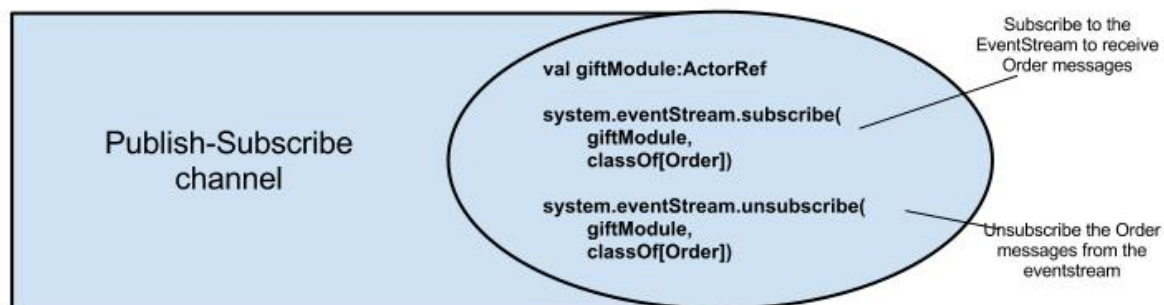 Subscribe to the
EventStream to receive
Order messages
val giftModule:ActorRef
system.eventStream.subscribe(
giftModule,
classOf[Order])
Publish-Subscribe
channel
system.eventStream.unsubscribe(
giftModule,
classOf[Order])
Unsubscribe the Order
messages from the
eventstream